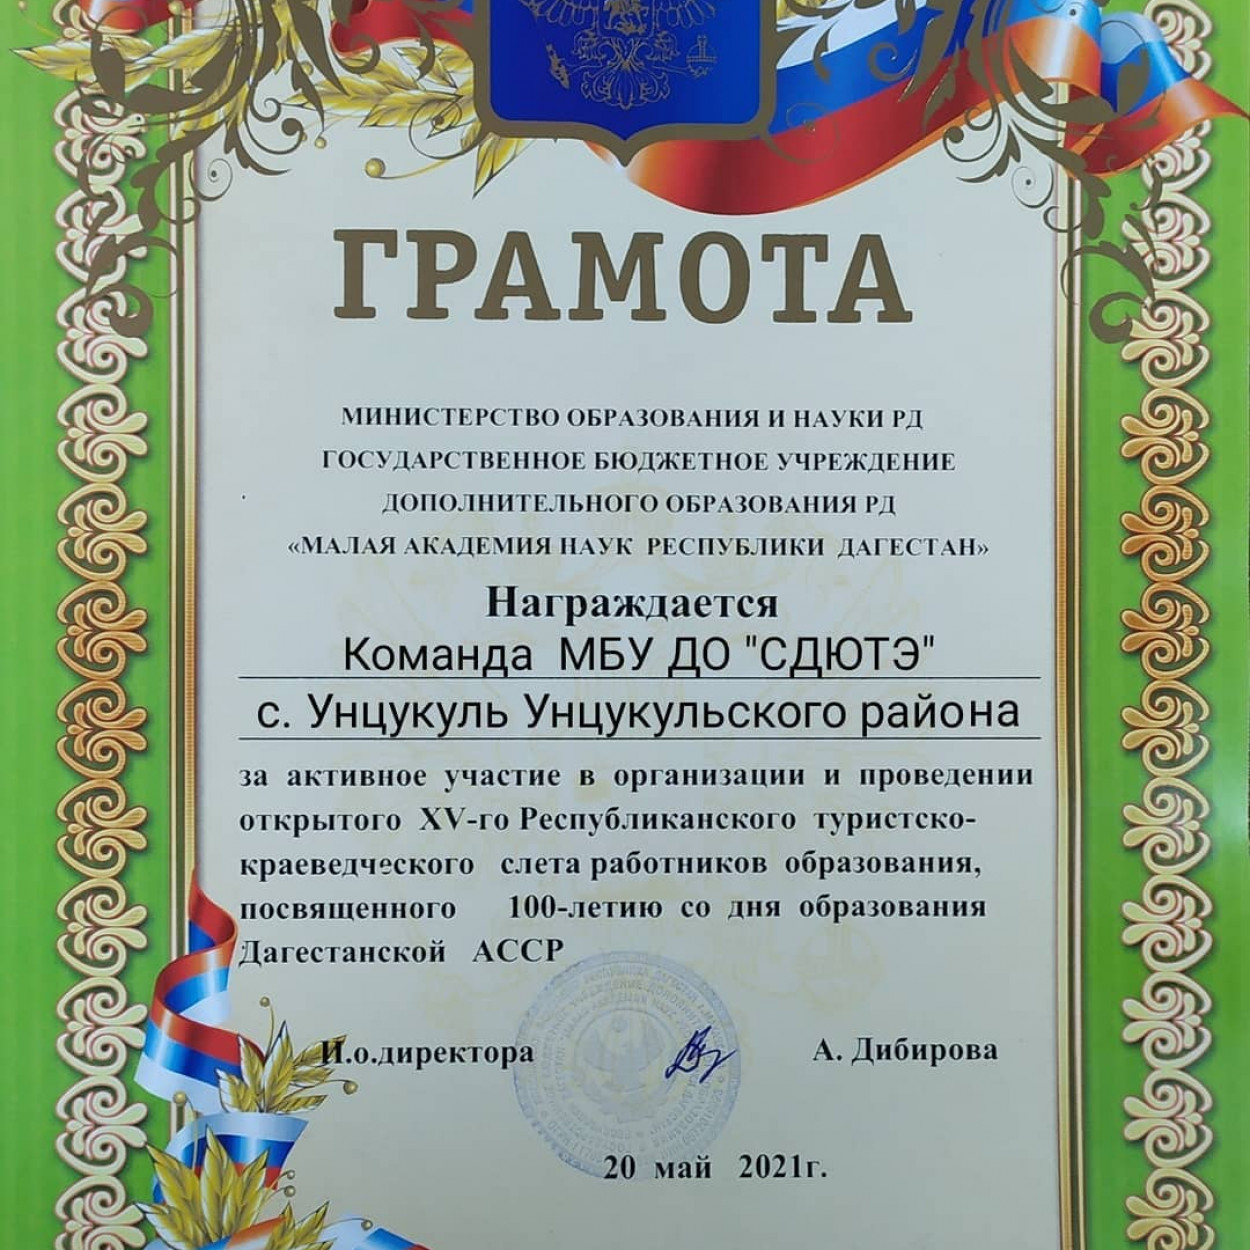 ГРАМОТА
МИНИСТЕРСТВО ОБРАЗОВАНИЯ И НАУКИ РД
ГОСУДАРСТВЕННОЕ БЮДЖЕТНОЕ УЧРЕЖДЕНИЕ
ДОПОЛНИТЕЛЬНОГО ОБРАЗОВАНИЯ РД
«МАЛАЯ АКАДЕМИЯ НАУК РЕСПУБЛИКИ ДАГЕСТАН»
Награждается
Команда МБУ ДО "СДЮТЭ"
с. Унцукуль Унцукульского района
за активное участие в организации и проведении
открытого XV-го Республиканского туристско-
краеведческого слета работников образования,
посвященного 100-летию со дня образования
Дагестанской АССР
И.о.директора А. Дибирова
20 май 2021г.